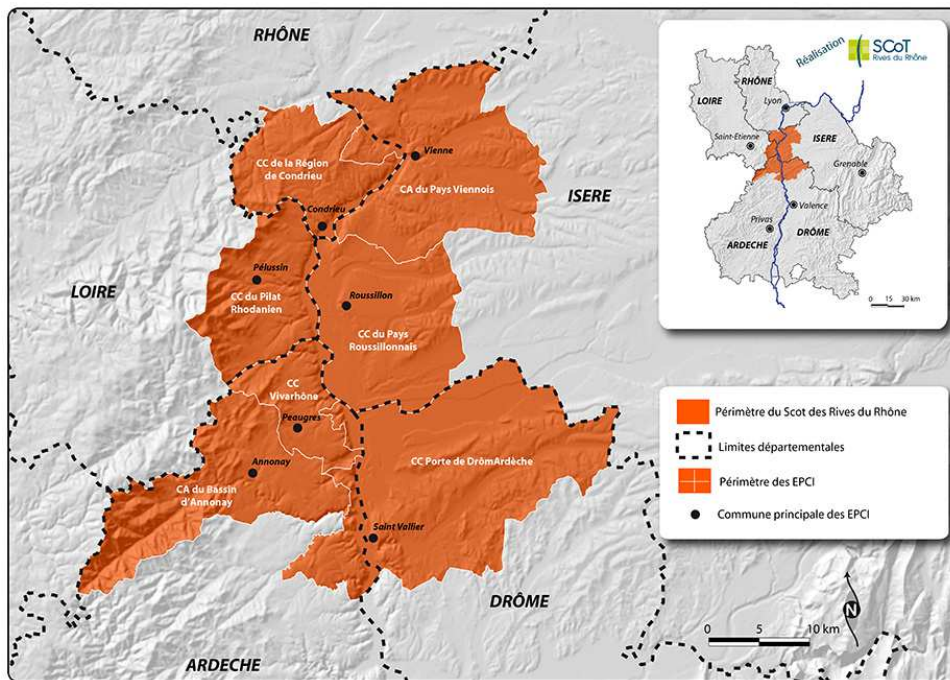 RHÔNE
CC de la Région
de Condrieu
Vienne
CA du Pays Viennois
ISERE
Condrieu
LOIRE
Pélussin
CC du Pilat
Rhodanien
Roussillon
CC du Pays
Roussillonnais
CC
Vivarhône
Peaugres
Annonay
CA du Bassin
d'Annonay
CC Porte de DrômArdèche
Saint Vallier
DRÔME
ARDECHE
Réalisation
SCoT
Rives du Rhône
RHÔNE
LOIRE
Lyon
Saint-Etienne
ISERE
Grenoble
Valence
Privas
ARDECHE
DRÔME
0 15 30 km
Périmètre du Scot des Rives du Rhône
Limites départementales
Périmètre des EPCI
Commune principale des EPCI
0 5 10 km
N